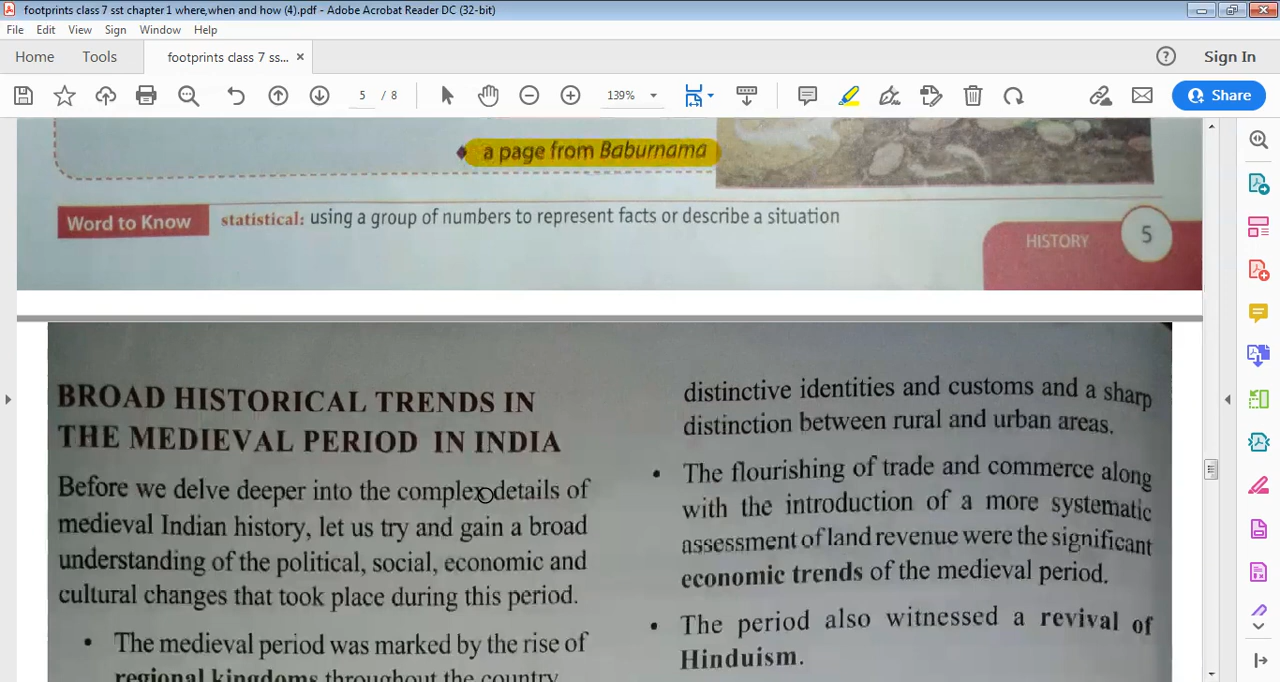 footprints class 7 sst chapter 1 where,when and how (4).pdf - Adobe Acrobat Reader DC (32-bit)
File Edit View Sign Window Help
Home Tools footprints class 7 ss... × ? Sign In
5 / 8 139% Share
a page from Baburnama
Word to Know statistical: using a group of numbers to represent facts or describe a situation
HISTORY 5
BROAD HISTORICAL TRENDS IN
THE MEDIEVAL PERIOD IN INDIA
Before we delve deeper into the complex details of
medieval Indian history, let us try and gain a broad
understanding of the political, social, economic and
cultural changes that took place during this period.
• The medieval period was marked by the rise of
regional kingdoms throughout the country
distinctive identities and customs and a sharp
distinction between rural and urban areas.
• The flourishing of trade and commerce along
with the introduction of a more systematic
assessment of land revenue were the significant
economic trends of the medieval period.
• The period also witnessed a revival of
Hinduism.